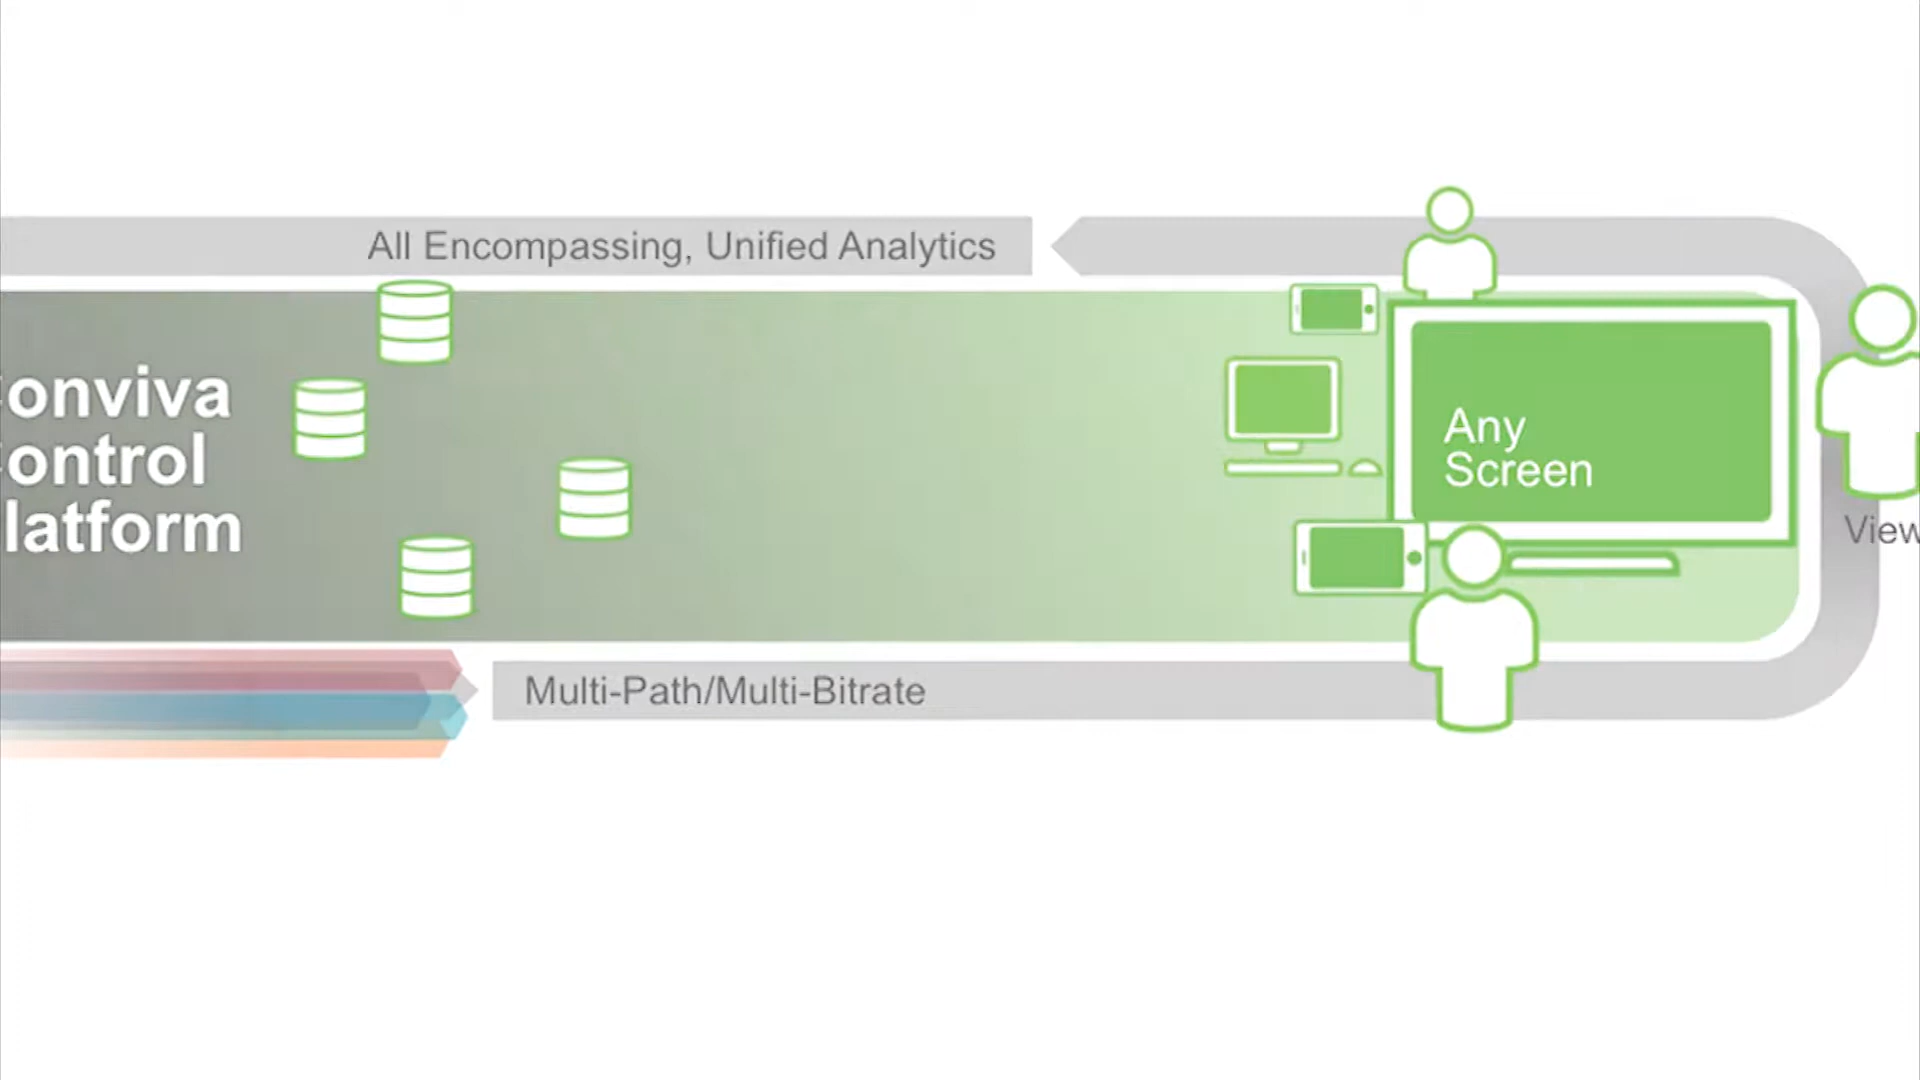 All Encompassing, Unified Analytics
onviva
ontrol
latform
Any
Screen
View
Multi-Path/Multi-Bitrate